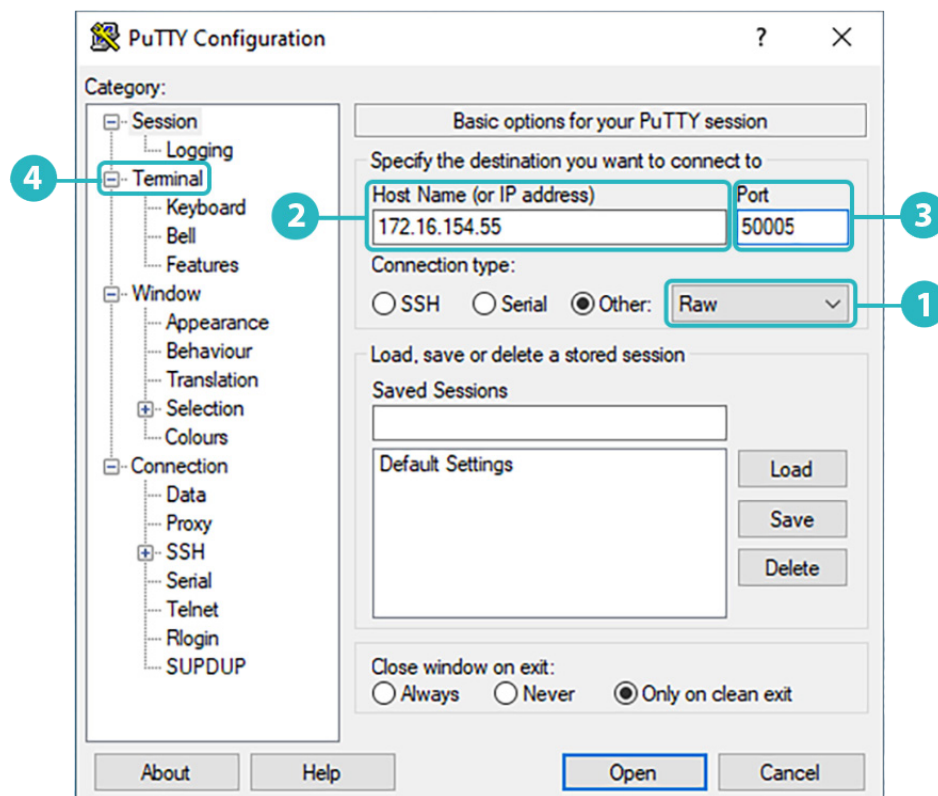 PuTTY Configuration
?
Category:
Session
Logging
4
Terminal
Keyboard
Bell
Features
Window
Appearance
Behaviour
Translation
Selection
Colours
Connection
Data
Proxy
SSH
Serial
Telnet
Rlogin
SUPDUP
Basic options for your PuTTY session
Specify the destination you want to connect to
Host Name (or IP address) Port
2 172.16.154.55 50005 3
Connection type:
SSH Serial Other: Raw 1
Load, save or delete a stored session
Saved Sessions
Default Settings
Load
Save
Delete
Close window on exit:
Always Never Only on clean exit
About Help Open Cancel